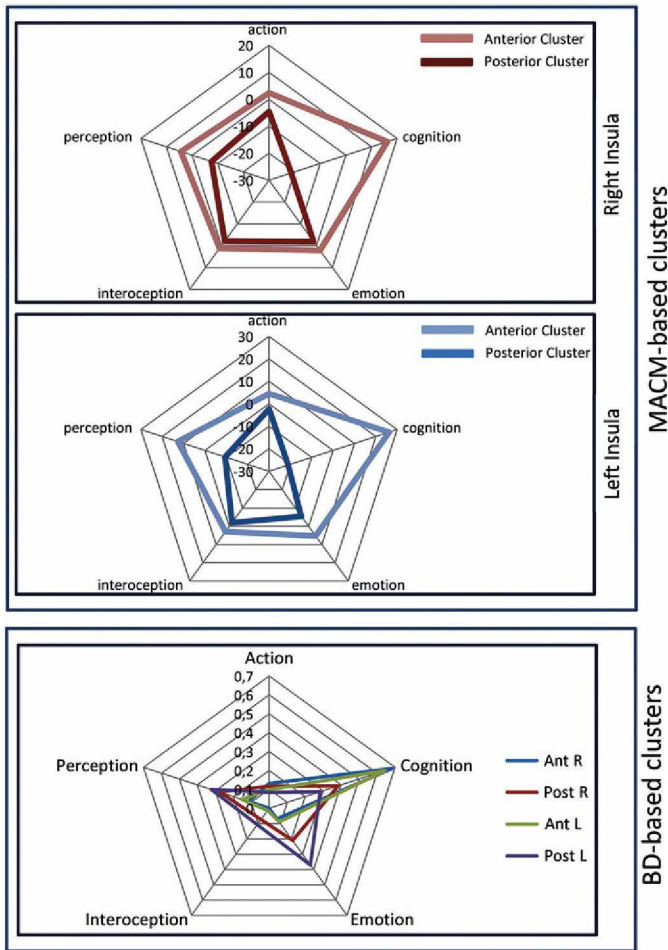 action
20
10
0
-10
-20
-30
perception
cognition
interoception
emotion
Anterior Cluster
Posterior Cluster
Right Insula
action
30
20
10
0
-10
-20
-30
perception
cognition
interoception
emotion
Anterior Cluster
Posterior Cluster
Left Insula
MACM-based clusters
Action
0,7
0,6
0,5
0,4
0,3
0,2
0,1
0
Perception
Cognition
Interoception
Emotion
Ant R
Post R
Ant L
Post L
BD-based clusters